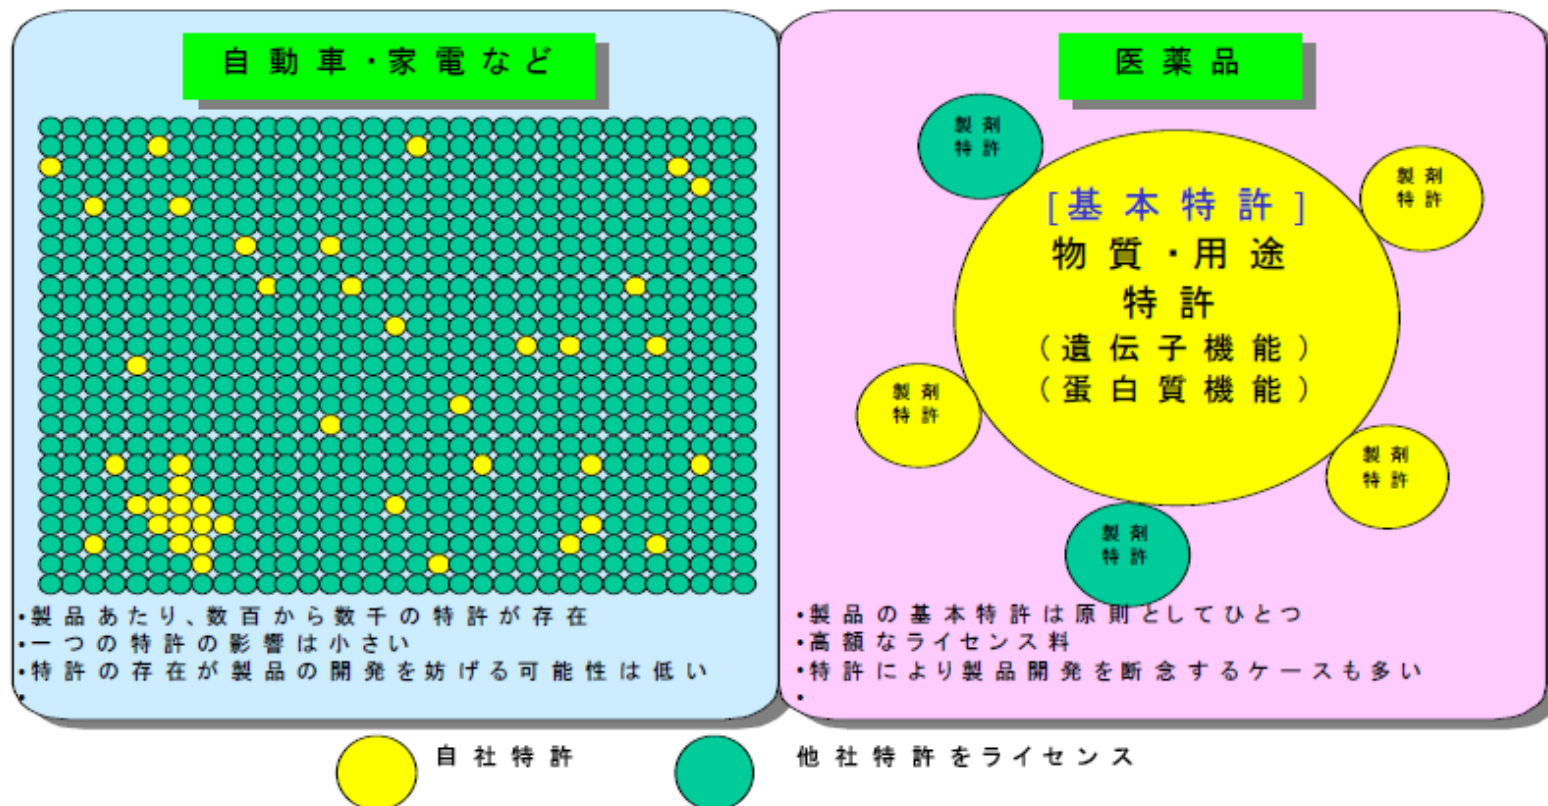 自動車・家電など
・製品あたり、数百から数千の特許が存在
・一つの特許の影響は小さい
・特許の存在が製品の開発を妨げる可能性は低い
・
医薬品
製剤
特許
製剤
特許
[基本特許]
物質・用途
特許
(遺伝子機能)
(蛋白質機能)
製剤
特許
製剤
特許
製剤
特許
・製品の基本特許は原則としてひとつ
・高額なライセンス料
・特許により製品開発を断念するケースも多い
・
自社特許
他社特許をライセンス